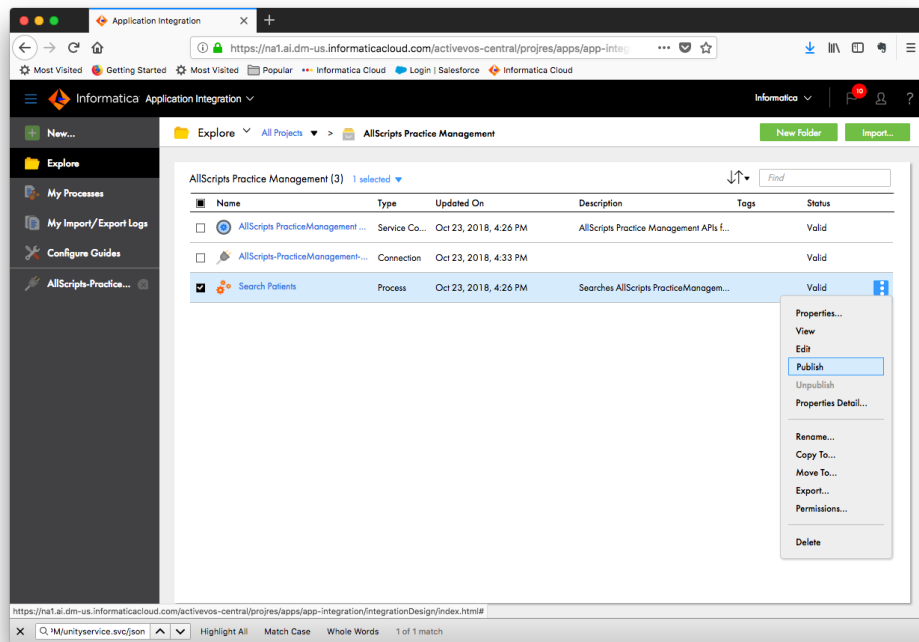 Application Integration
https://na1.ai.dm-us.informaticacloud.com/activevos-central/projres/apps/app-integ
Most Visited Getting Started Most Visited Popular Informatica Cloud Login | Salesforce Informatica Cloud
Informatica Application Integration Informatica 10 ?
New...
Explore
My Processes
My Import/Export Logs
Configure Guides
AllScripts-Practice...
Explore All Projects > AllScripts Practice Management New Folder Import...
AllScripts Practice Management (3) 1 selected Find
Name Type Updated On Description Tags Status
AllScripts PracticeManagement ... Service Co... Oct 23, 2018, 4:26 PM AllScripts Practice Management APIs f... Valid
AllScripts-PracticeManagement-... Connection Oct 23, 2018, 4:33 PM Valid
Search Patients Process Oct 23, 2018, 4:26 PM Searches AllScripts PracticeManagem... Valid
Properties...
View
Edit
Publish
Unpublish
Properties Detail...
Rename...
Copy To...
Move To...
Export...
Permissions...
Delete
https://na1.ai.dm-us.informaticacloud.com/activevos-central/projres/apps/app-integration/integrationDesign/index.html#
M/unityservice.svc/json Highlight All Match Case Whole Words 1 of 1 match